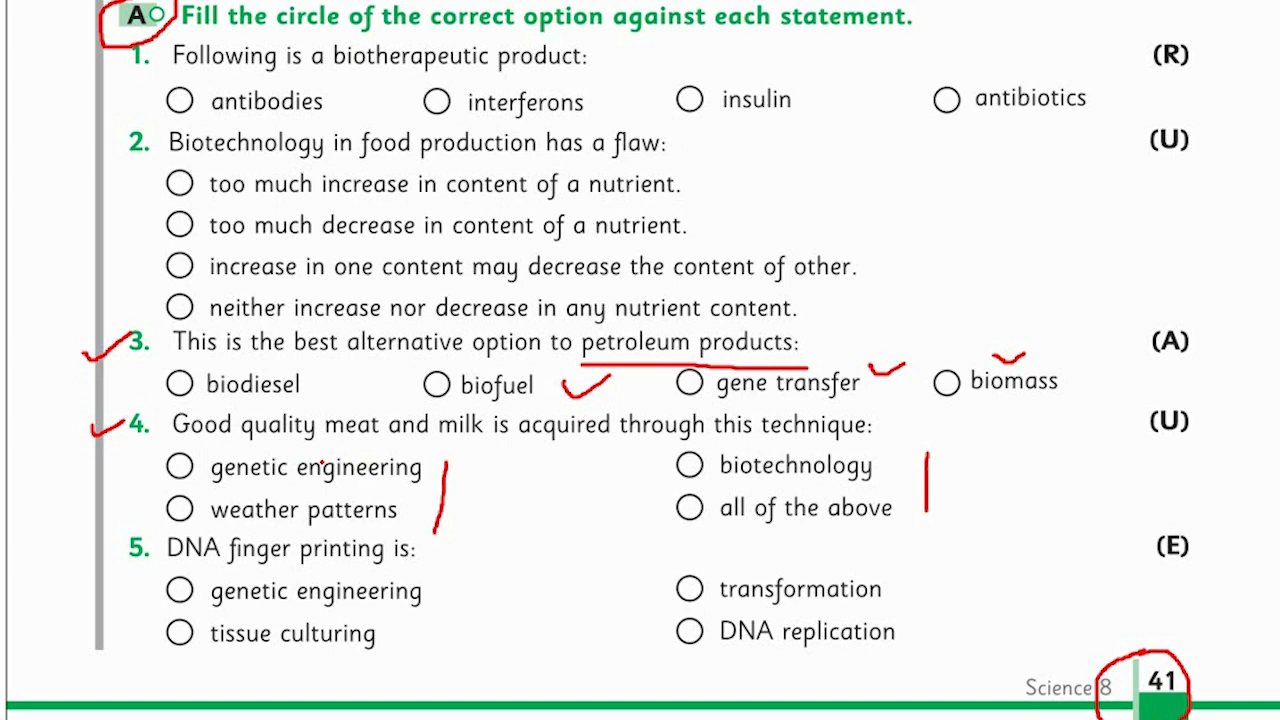 A Fill the circle of the correct option against each statement.
1. Following is a biotherapeutic product: (R)
antibodies interferons insulin antibiotics
2. Biotechnology in food production has a flaw: (U)
too much increase in content of a nutrient.
too much decrease in content of a nutrient.
increase in one content may decrease the content of other.
neither increase nor decrease in any nutrient content.
3. This is the best alternative option to petroleum products: (A)
biodiesel biofuel gene transfer biomass
4. Good quality meat and milk is acquired through this technique: (U)
genetic engineering biotechnology
weather patterns all of the above
5. DNA finger printing is: (E)
genetic engineering transformation
tissue culturing DNA replication
Science 8 41